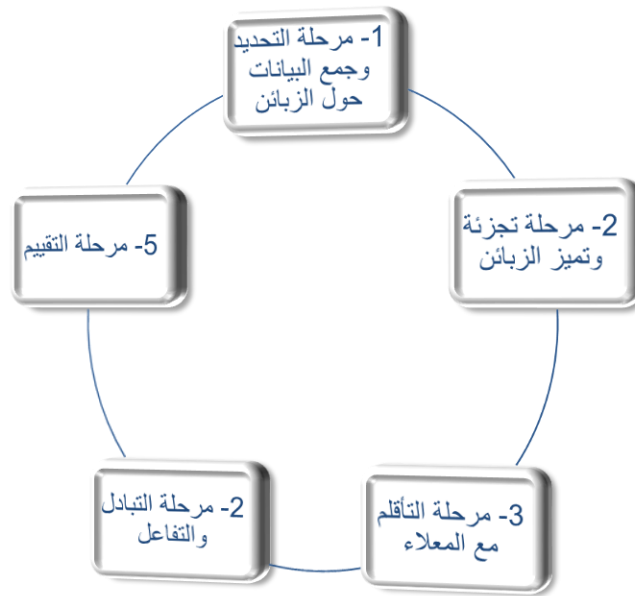 1- مرحلة التحديد
وجمع البيانات
حول الزبائن
2- مرحلة تجزئة
وتميز الزبائن
3- مرحلة التأقلم
مع المعلاء
2- مرحلة التبادل
والتفاعل
5- مرحلة التقييم